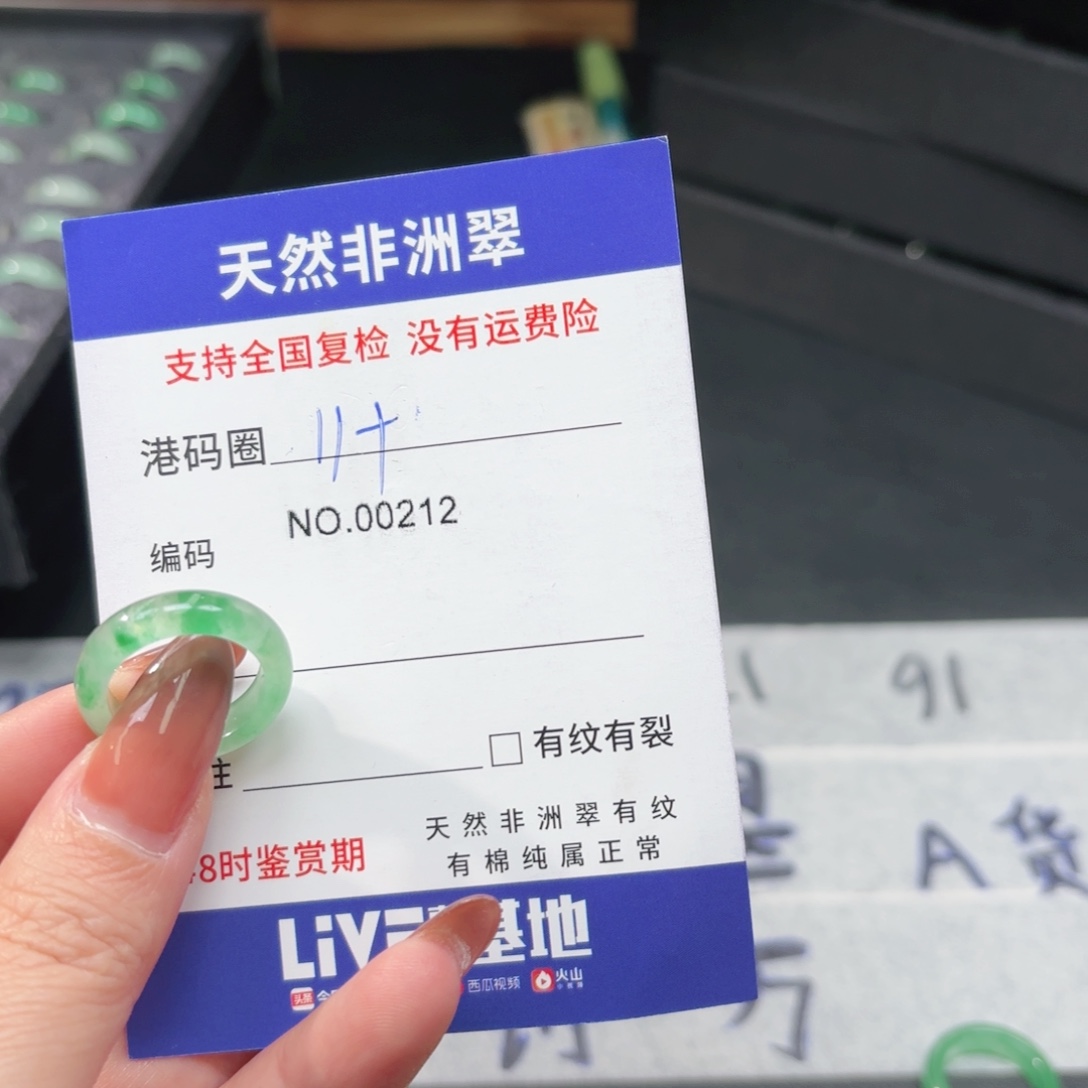 天然非洲翠
支持全国复检 没有运费险
港码圈 11+
NO.00212
编码
有纹有裂
天然非洲翠有纹
有棉纯属正常
8时鉴赏期
基地
头条
西瓜视频
火山
91
A货